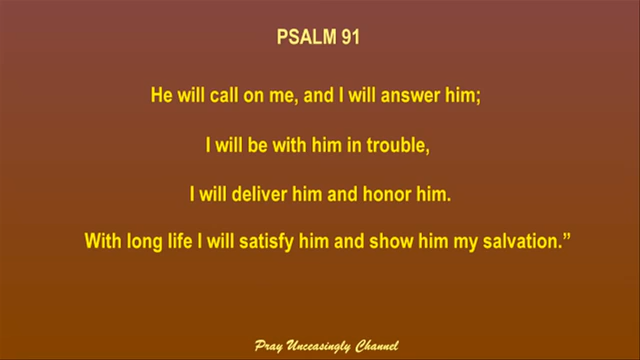 PSALM 91
He will call on me, and I will answer him;
I will be with him in trouble,
I will deliver him and honor him.
With long life I will satisfy him and show him my salvation.”
Pray Unceasingly Channel